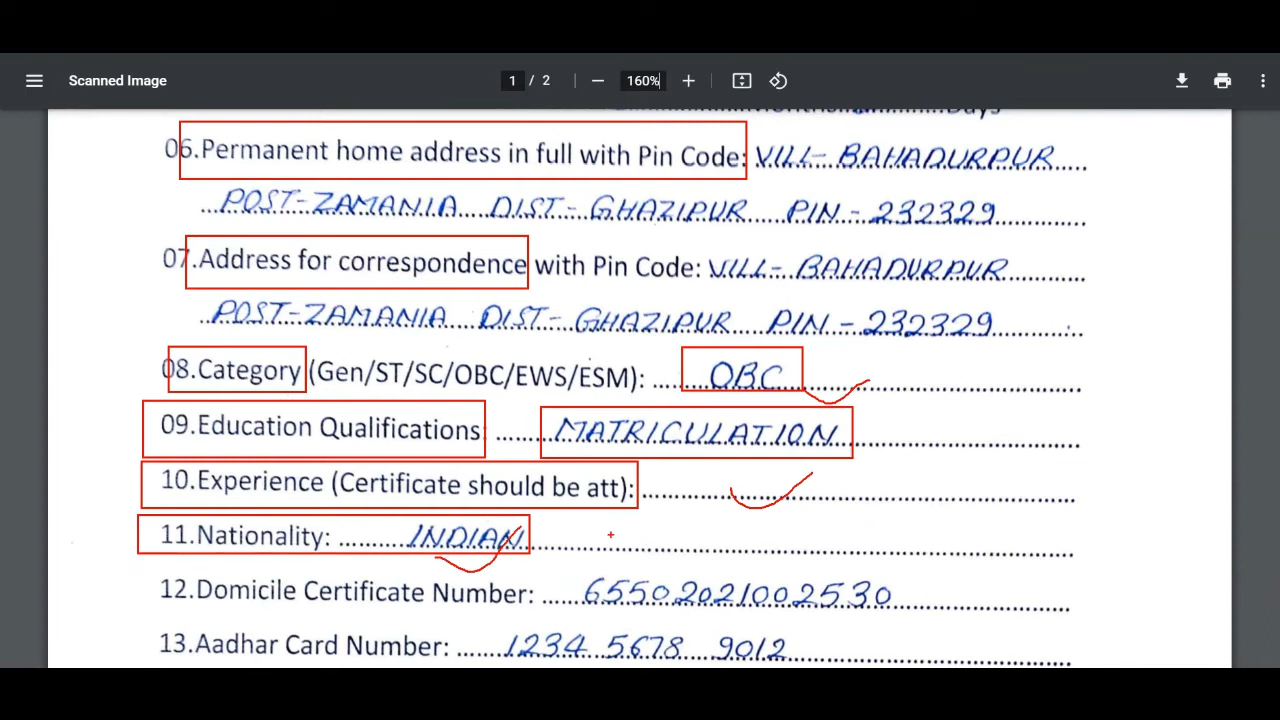 Scanned Image 1 / 2 160%
Days
06.Permanent home address in full with Pin Code: VILL- BAHADURPUR
POST-ZAMANIA DIST- GHAZIPUR PIN - 232329
07.Address for correspondence with Pin Code: VILL- BAHADURPUR
POST-ZAMANIA DIST- GHAZIPUR PIN - 232329
08.Category (Gen/ST/SC/OBC/EWS/ESM): OBC
09.Education Qualifications: MATRICULATION
10.Experience (Certificate should be att):
11.Nationality: INDIAN
12.Domicile Certificate Number: 65502021002530
13.Aadhar Card Number: 1234 5678 9012